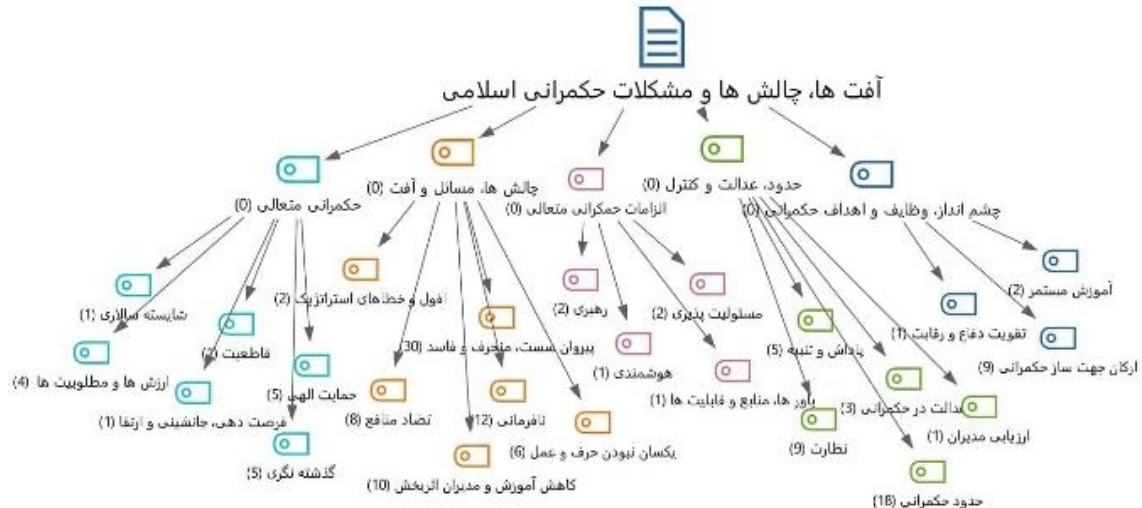 آفت ها، چالش ها و مشکلات حکمرانی اسلامی
چشم انداز، وظایف و اهداف حکمرانی (0)
حدود، عدالت و کنترل (0)
الزامات حمکرانی متعالی (0)
چالش ها، مسائل و آفت (0)
حکمرانی متعالی (0)
آموزش مستمر (2)
تقویت دفاع و رقابت (1)
ارکان جهت ساز حکمرانی (9)
پاداش و تنبیه (5)
عدالت در حکمرانی (3)
ارزیابی مدیران (1)
نظارت (9)
حدود حکمرانی (18)
مسئولیت پذیری (2)
رهبری (2)
هوشمندی (1)
باور ها، منابع و قابلیت ها (1)
افول و خطاهای استراتژیک (2)
پیروان سست، منحرف و فاسد (30)
تضاد منافع (8)
نافرمانی (12)
یکسان نبودن حرف و عمل (6)
کاهش آموزش و مدیران اثربخش (10)
شایسته سالاری (1)
قاطعیت
ارزش ها و مطلوبیت ها (4)
حمایت الهی (5)
فرصت دهی، جانشینی و ارتقا (1)
گذشته نگری (5)